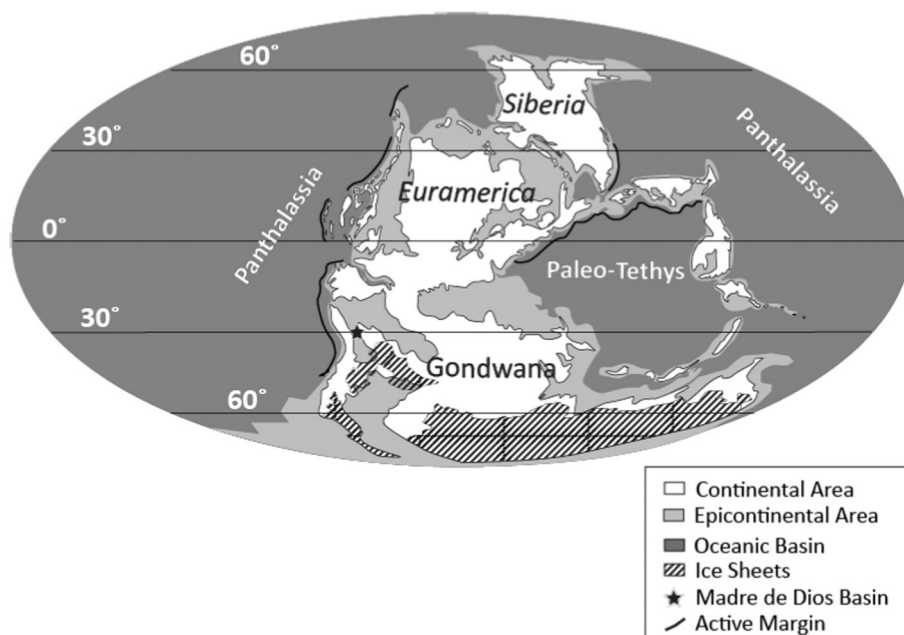 60°
Siberia
30°
Panthalassia
Panthalassia
Euramerica
0°
Paleo-Tethys
30°
Gondwana
60°
Continental Area
Epicontinental Area
Oceanic Basin
Ice Sheets
Madre de Dios Basin
Active Margin